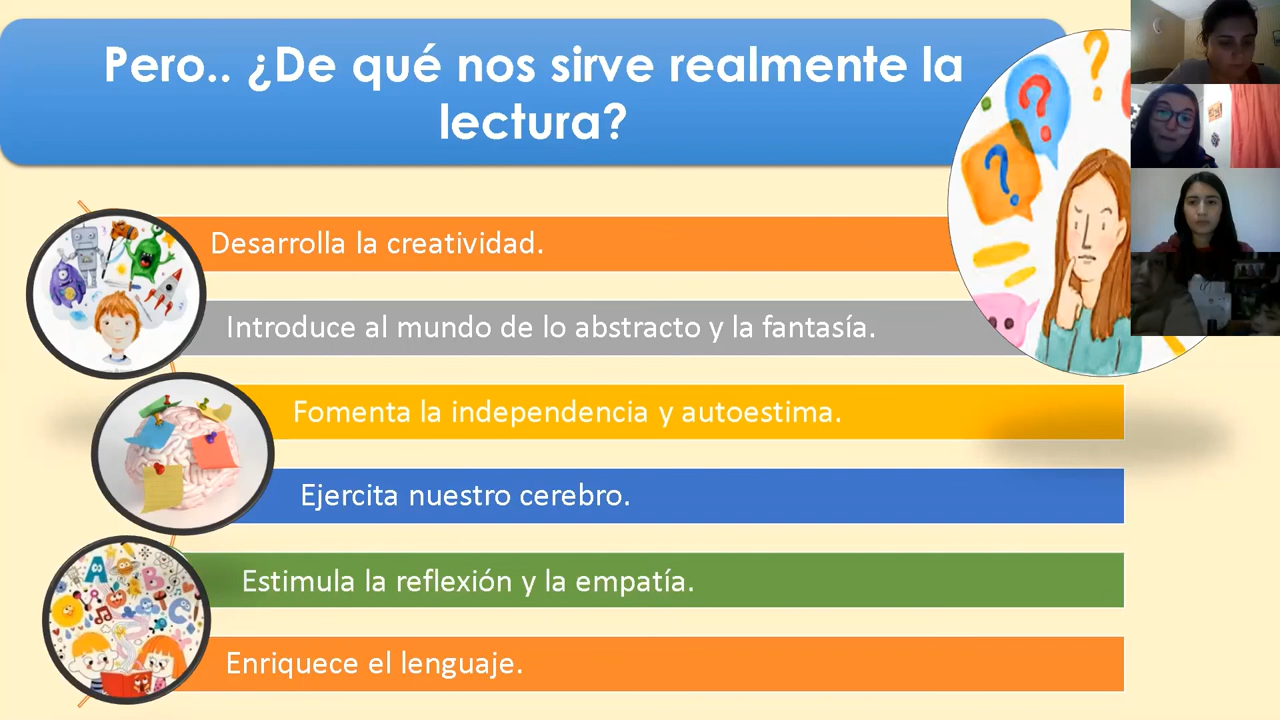 Pero.. ¿De qué nos sirve realmente la
lectura?
Desarrolla la creatividad.
Introduce al mundo de lo abstracto y la fantasía.
Fomenta la independencia y autoestima.
Ejercita nuestro cerebro.
Estimula la reflexión y la empatía.
Enriquece el lenguaje.